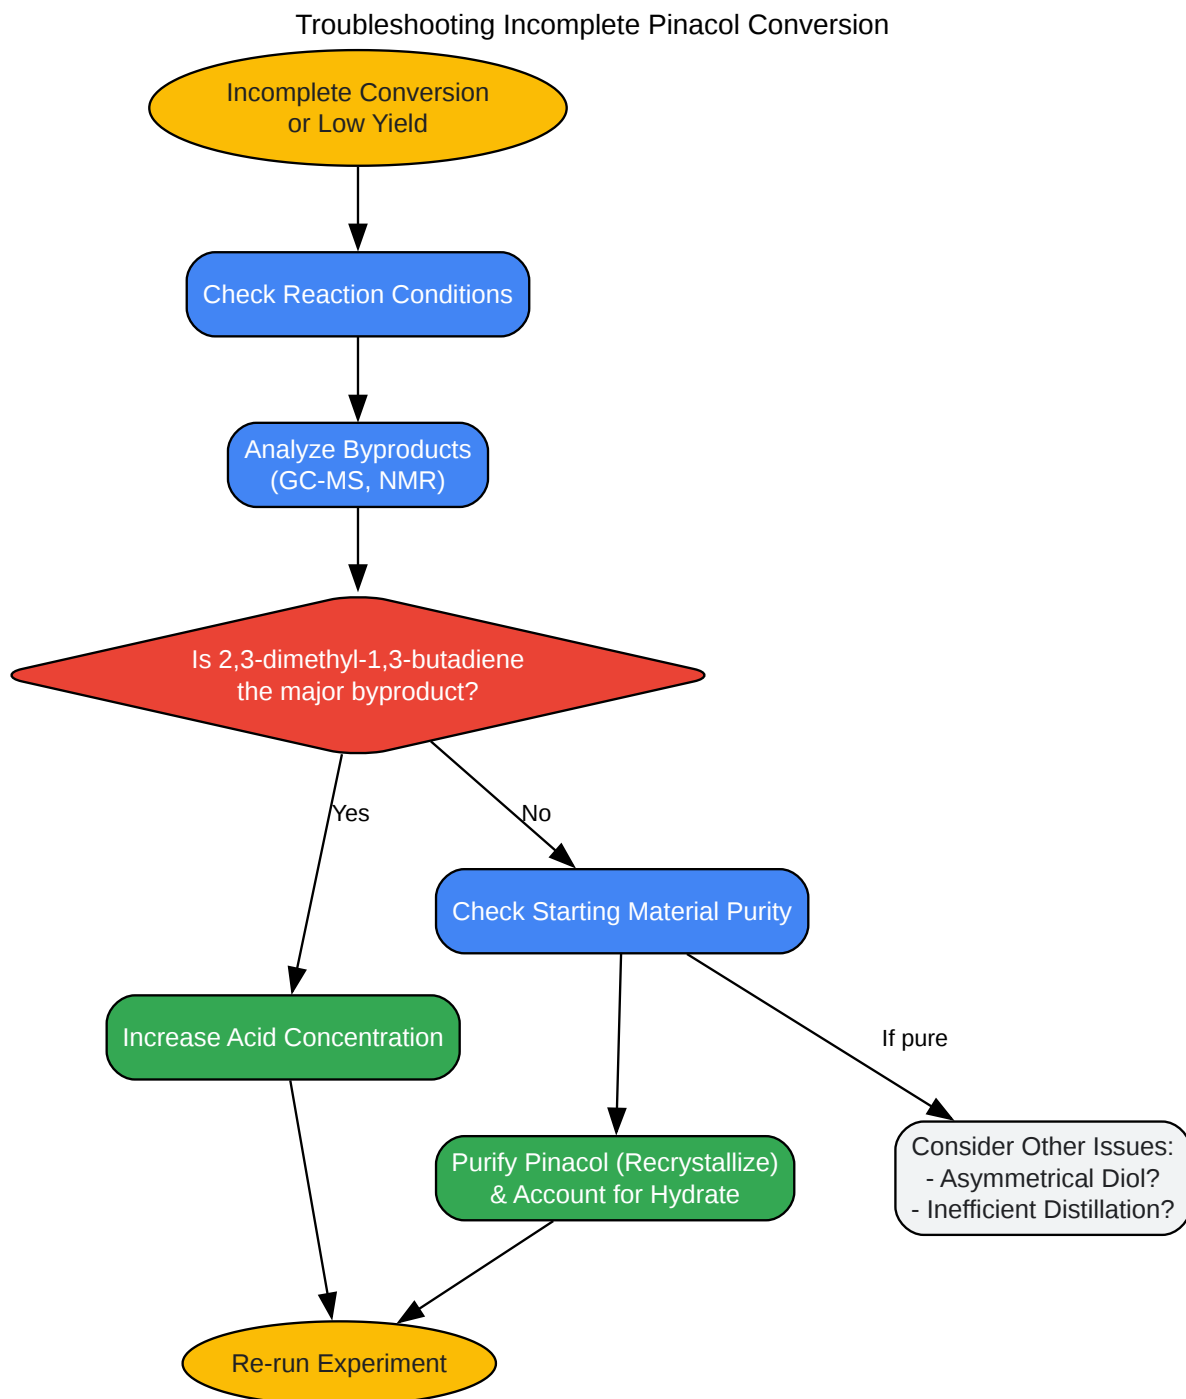 Troubleshooting Incomplete Pinacol Conversion
Incomplete Conversion
or Low Yield
Check Reaction Conditions
Analyze Byproducts
(GC-MS, NMR)
Is 2,3-dimethyl-1,3-butadiene
the major byproduct?
Yes
No
Check Starting Material Purity
Increase Acid Concentration
If pure
Purify Pinacol (Recrystallize)
& Account for Hydrate
Consider Other Issues:
- Asymmetrical Diol?
- Inefficient Distillation?
Re-run Experiment